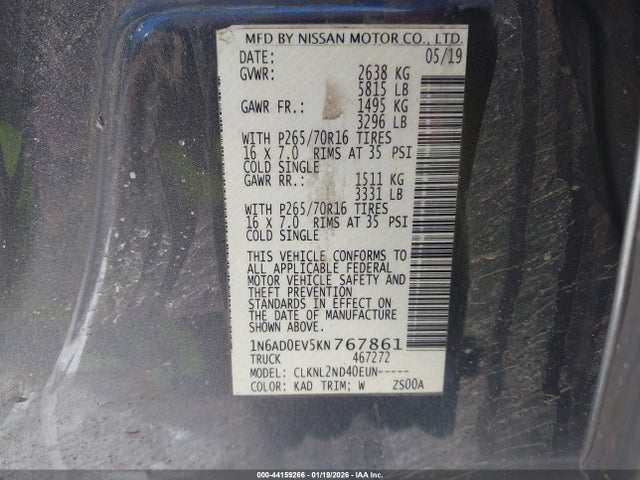 MFD BY NISSAN MOTOR CO., LTD.
DATE: 05/19
GVWR: 2638 KG
5815 LB
GAWR FR.: 1495 KG
3296 LB
WITH P265/70R16 TIRES
16 X 7.0 RIMS AT 35 PSI
COLD SINGLE
GAWR RR.: 1511 KG
3331 LB
WITH P265/70R16 TIRES
16 X 7.0 RIMS AT 35 PSI
COLD SINGLE
THIS VEHICLE CONFORMS TO
ALL APPLICABLE FEDERAL
MOTOR VEHICLE SAFETY AND
THEFT PREVENTION
STANDARDS IN EFFECT ON
THE DATE OF MANUFACTURE
SHOWN ABOVE.
1N6AD0EV5KN767861
TRUCK 467272
MODEL: CLKNL2ND40EUN-----
COLOR: KAD TRIM; W ZS00A
000-44159266 - 01/19/2026 - IAA Inc.